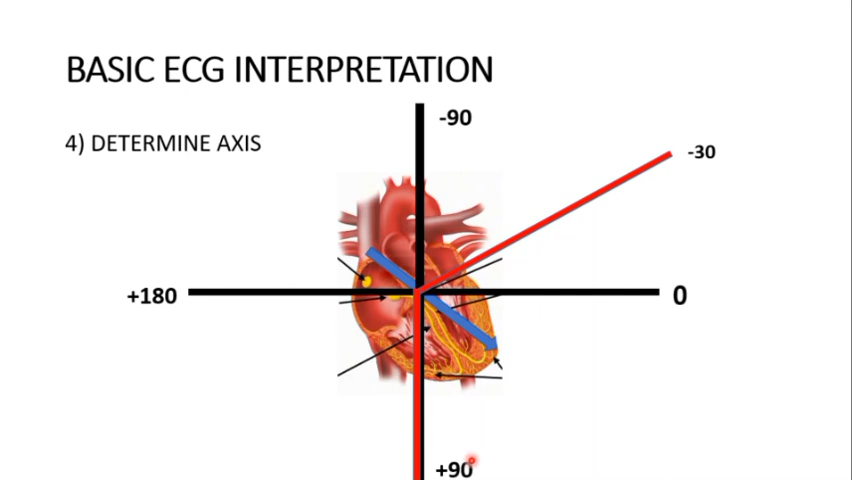 BASIC ECG INTERPRETATION
-90
4) DETERMINE AXIS
-30
+180
0
+90